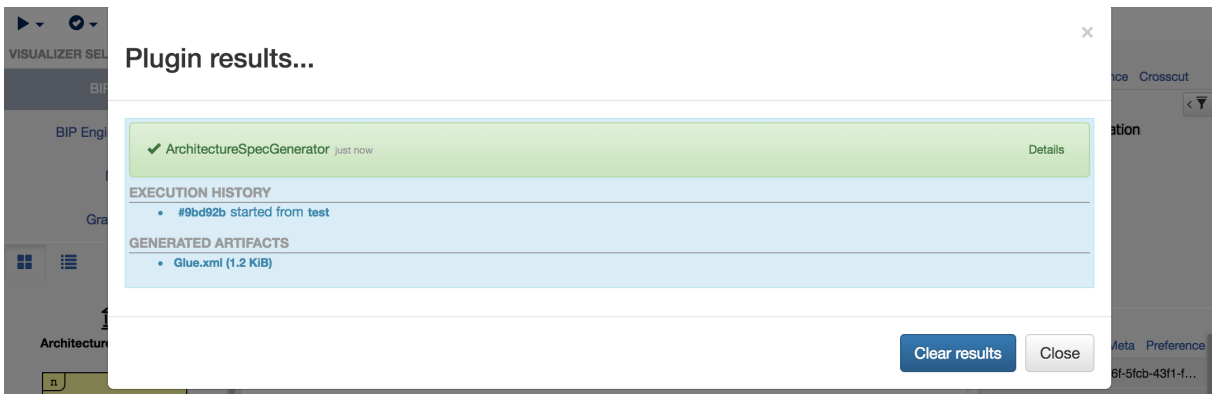 Plugin results...
×
VISUALIZER SEL
BIP Engi
Gra
ArchitectureSpecGenerator just now
Details
EXECUTION HISTORY
#9bd92b started from test
GENERATED ARTIFACTS
Glue.xml (1.2 KiB)
Clear results
Close
Architectur
n
nce Crosscut
ation
Meta Preference
6f-5fcb-43f1-f...